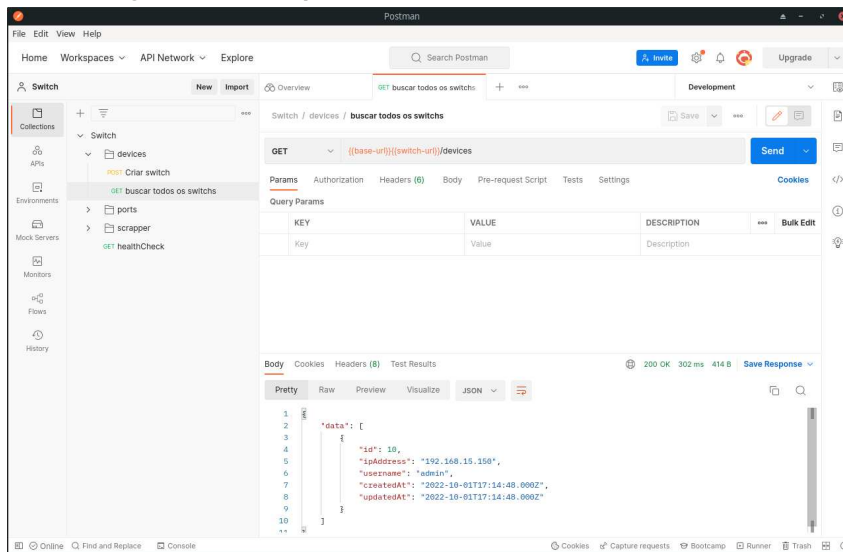 Postman
File Edit View Help
Home Workspaces API Network Explore Search Postman Invite Upgrade
Switch New Import Overview GET buscar todos os switchs Development
Collections
APIs
Environments
Mock Servers
Monitors
Flows
History
Switch
devices
POST Criar switch
GET buscar todos os switchs
ports
scrapper
GET healthCheck
Switch / devices / buscar todos os switchs Save
GET {{base-url}}{{switch-url}}/devices Send
Params Authorization Headers (6) Body Pre-request Script Tests Settings Cookies
Query Params
KEY VALUE DESCRIPTION Bulk Edit
Key Value Description
Body Cookies Headers (8) Test Results 200 OK 302 ms 414 B Save Response
Pretty Raw Preview Visualize JSON
1 {
2 "data": [
3 {
4 "id": 10,
5 "ipAddress": "192.168.15.150",
6 "username": "admin",
7 "createdAt": "2022-10-01T17:14:48.000Z",
8 "updatedAt": "2022-10-01T17:14:48.000Z"
9 }
10 ]
Online Find and Replace Console Cookies Capture requests Bootcamp Runner Trash